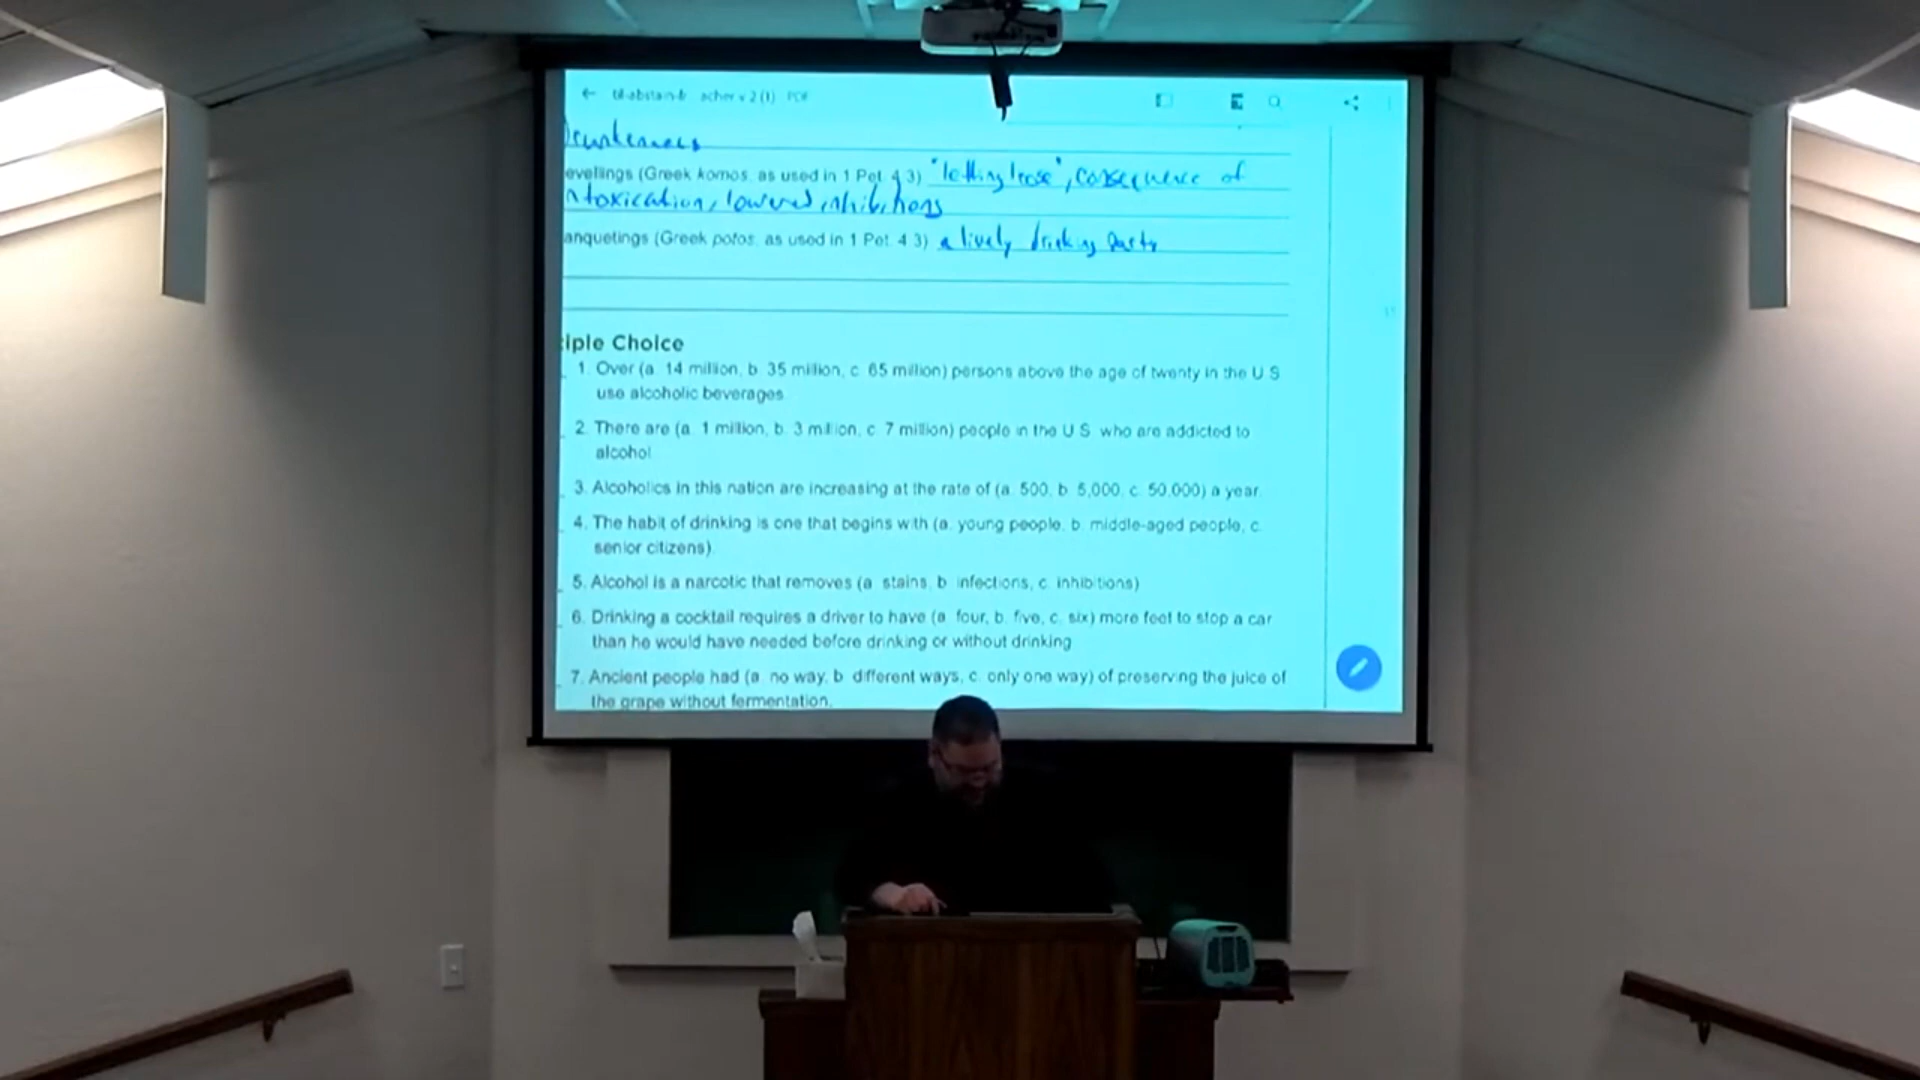 acher v 2 (1) PDF
Drunkenness
evelings (Greek komos, as used in 1 Pet. 4 3) "letting loose", consequence of
ntoxication, lowered inhibitions
anquetings (Greek potos, as used in 1 Pet. 4 3) a lively drinking party
iple Choice
1. Over (a. 14 million, b. 35 million, c. 65 million) persons above the age of twenty in the U.S.
use alcoholic beverages.
2. There are (a. 1 million, b. 3 million, c. 7 million) people in the U.S. who are addicted to
alcohol.
3. Alcoholics in this nation are increasing at the rate of (a. 500, b. 5,000, c. 50,000) a year.
4. The habit of drinking is one that begins with (a. young people, b. middle-aged people, c.
senior citizens).
5. Alcohol is a narcotic that removes (a. stains, b. infections, c. inhibitions)
6. Drinking a cocktail requires a driver to have (a. four, b. five, c. six) more feet to stop a car
than he would have needed before drinking or without drinking
7. Ancient people had (a. no way, b. different ways, c. only one way) of preserving the juice of
the grape without fermentation.